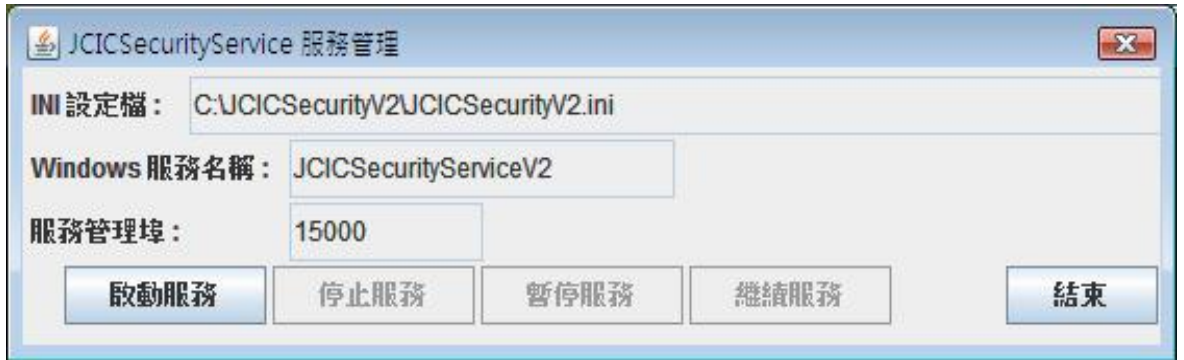 JCICSecurityService 服務管理
INI 設定檔： C:\JCICSecurityV2\JCICSecurityV2.ini
Windows 服務名稱： JCICSecurityServiceV2
服務管理埠： 15000
啟動服務 停止服務 暫停服務 繼續服務 結束